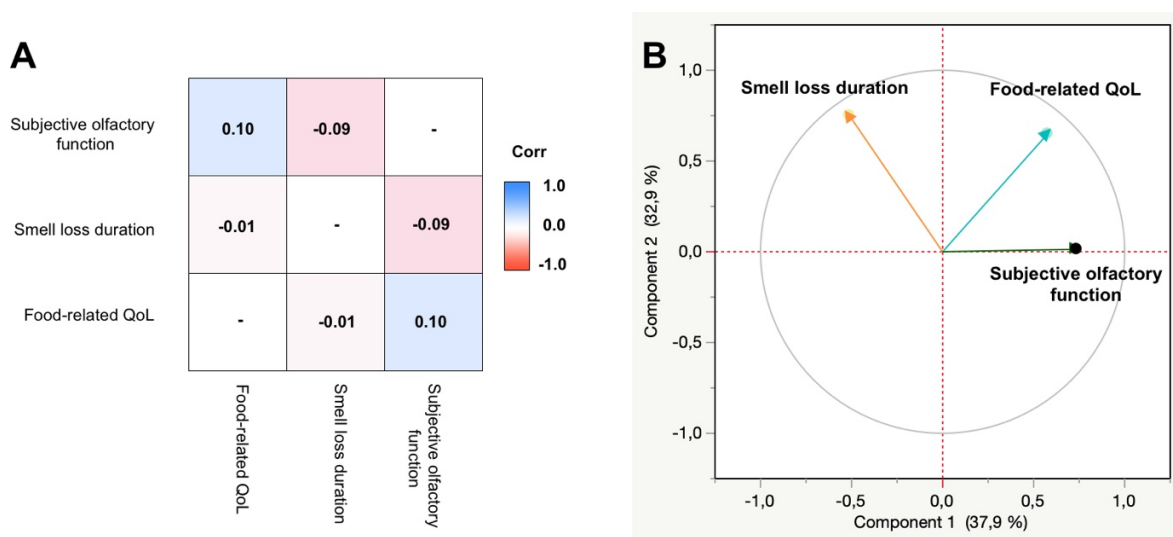 A
Subjective olfactory
function
0.10
-0.09
-
Smell loss duration
-0.01
-
-0.09
Food-related QoL
-
-0.01
0.10
Food-related QoL
Smell loss duration
Subjective olfactory
function
Corr
1.0
0.0
-1.0
B
1,0
0,5
0,0
-0,5
-1,0
Component 2 (32,9 %)
Smell loss duration
Food-related QoL
Subjective olfactory
function
-1,0
-0,5
0,0
0,5
1,0
Component 1 (37,9 %)